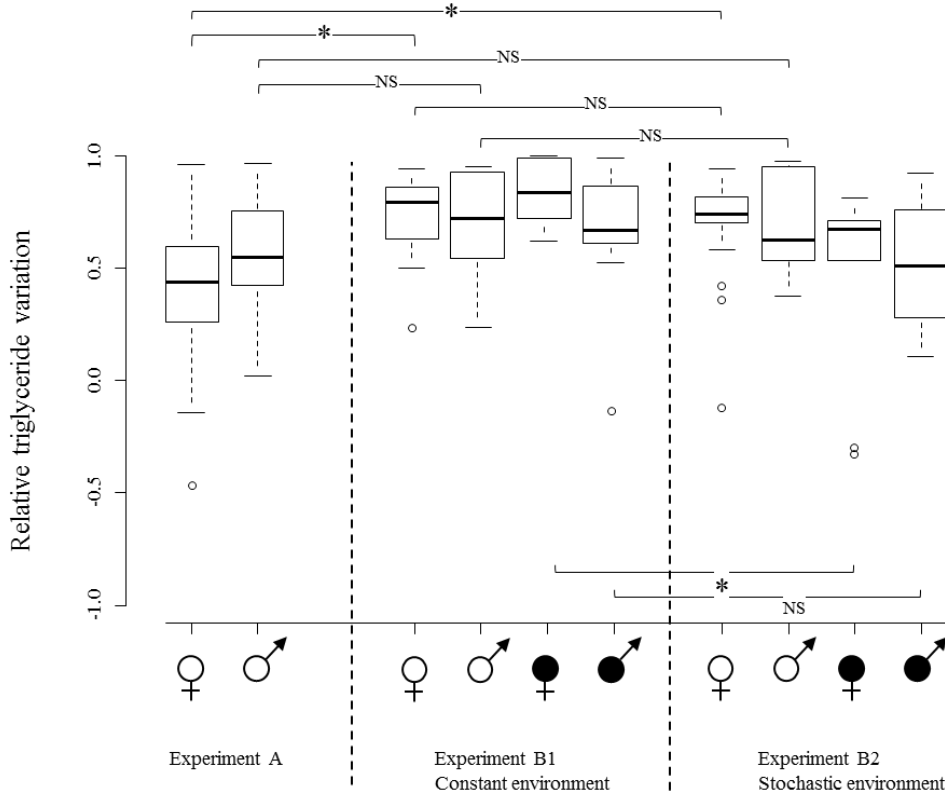 *
*
NS
NS
NS
NS
1.0
0.5
0.0
-0.5
-1.0
Relative triglyceride variation
*
NS
Experiment A
Experiment B1
Constant environment
Experiment B2
Stochastic environment